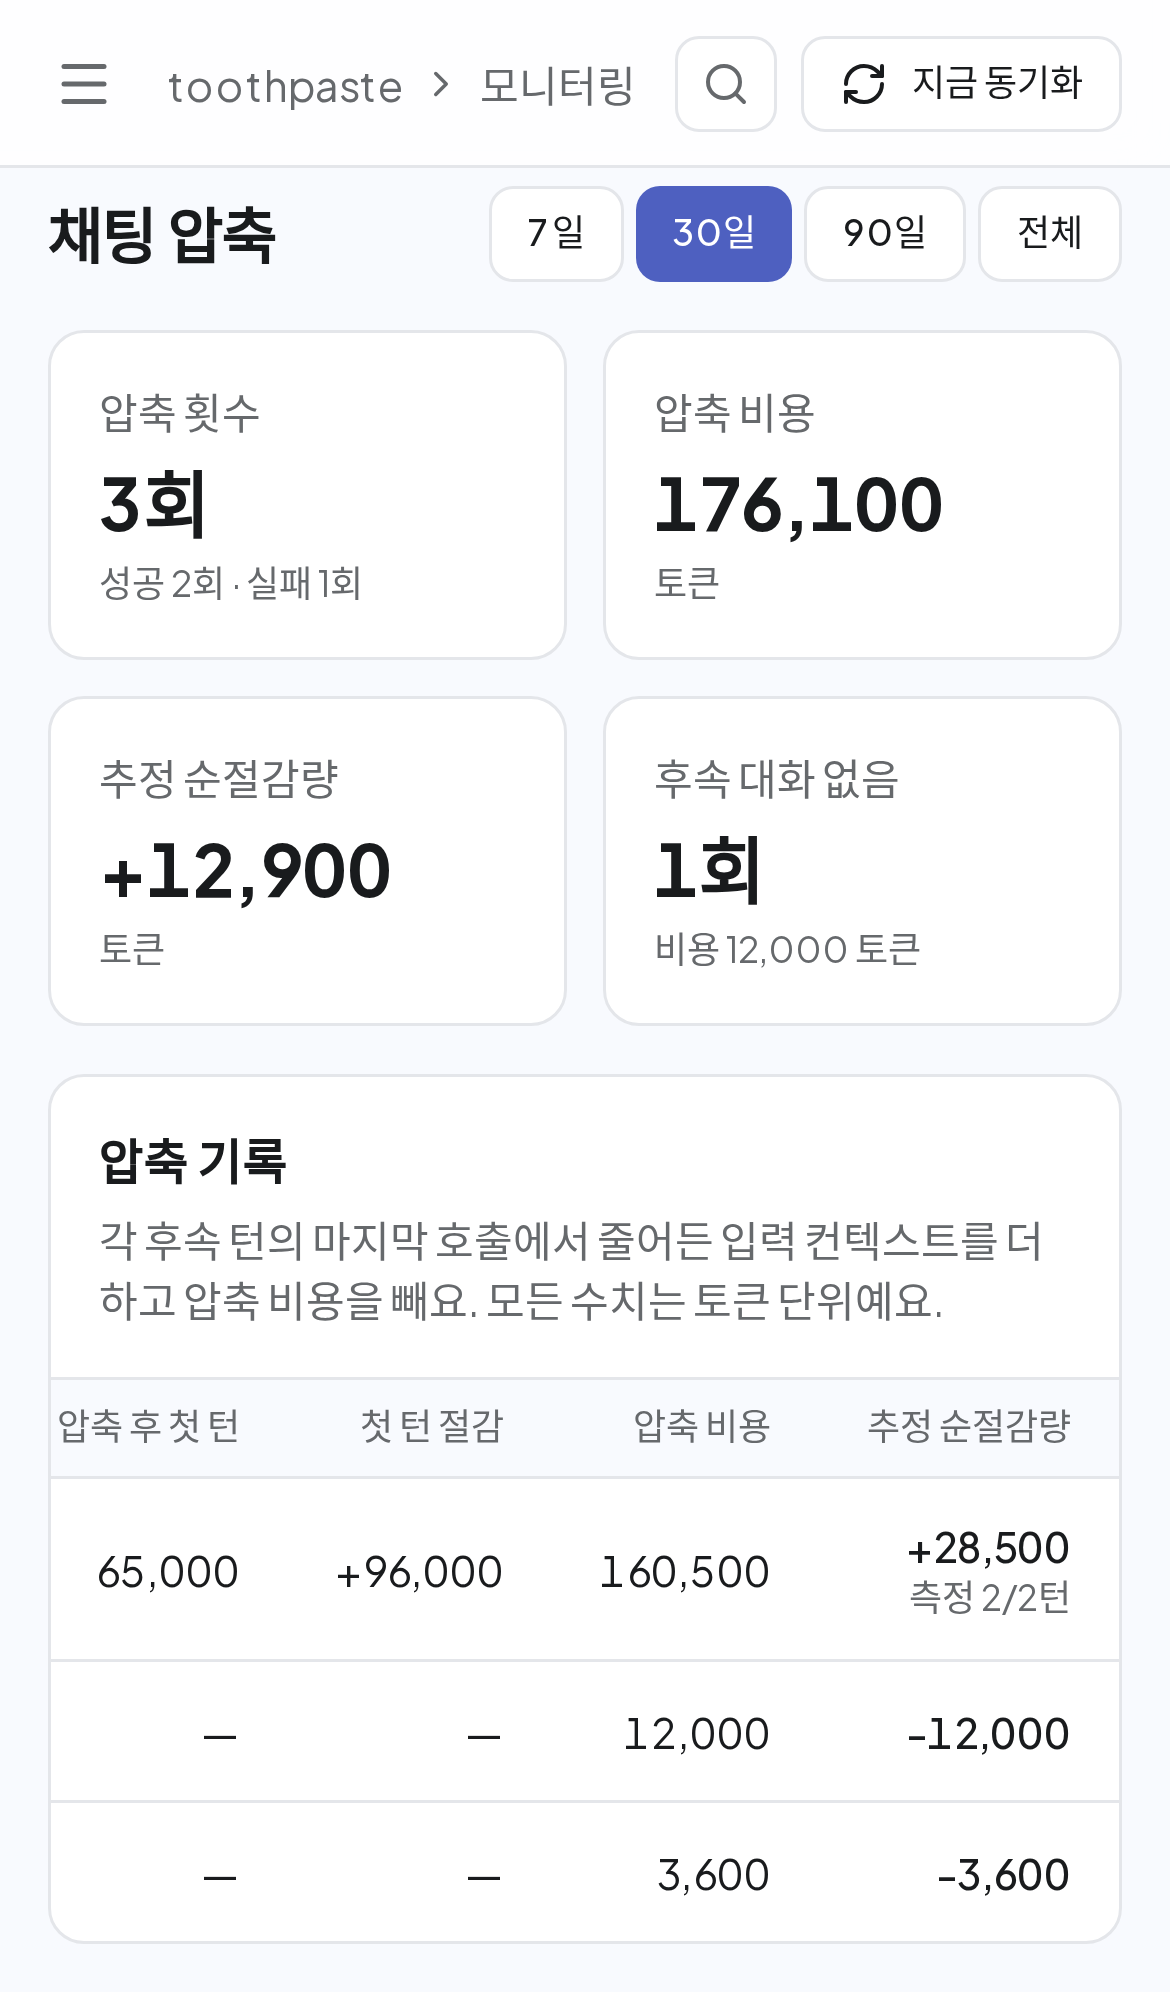 toothpaste > 모니터링 지금 동기화
채팅 압축 7일 30일 90일 전체
압축 횟수
3회
성공 2회 · 실패 1회
압축 비용
176,100
토큰
추정 순절감량
+12,900
토큰
후속 대화 없음
1회
비용 12,000 토큰
압축 기록
각 후속 턴의 마지막 호출에서 줄어든 입력 컨텍스트를 더
하고 압축 비용을 빼요. 모든 수치는 토큰 단위예요.
압축 후 첫 턴 첫 턴 절감 압축 비용 추정 순절감량
65,000 +96,000 160,500 +28,500
측정 2/2턴
— — 12,000 -12,000
— — 3,600 -3,600